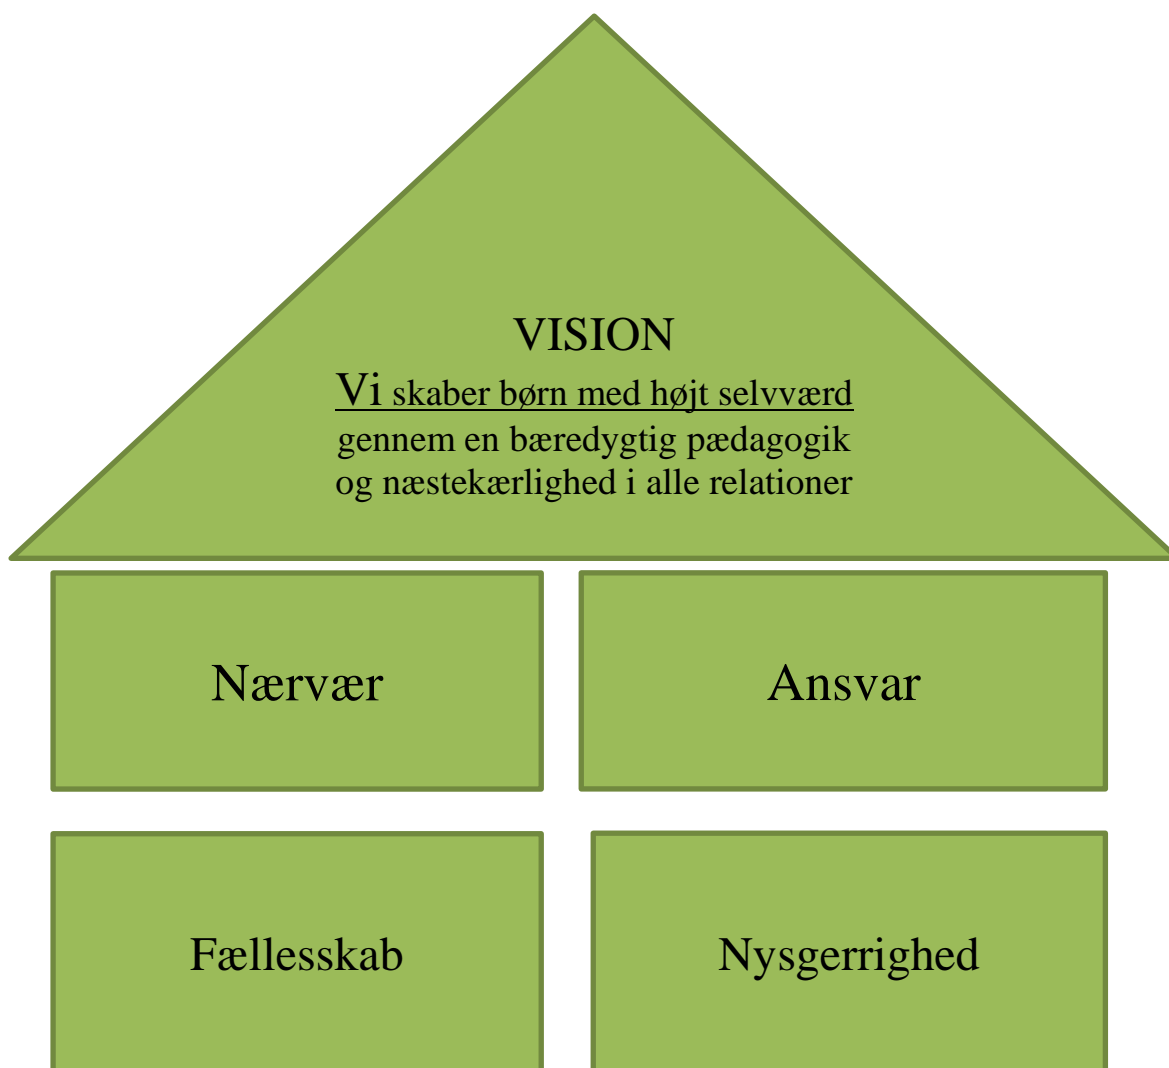 VISION
Vi skaber børn med højt selvværd
gennem en bæredygtig pædagogik
og næstekærlighed i alle relationer
Nærvær
Ansvar
Fællesskab
Nysgerrighed